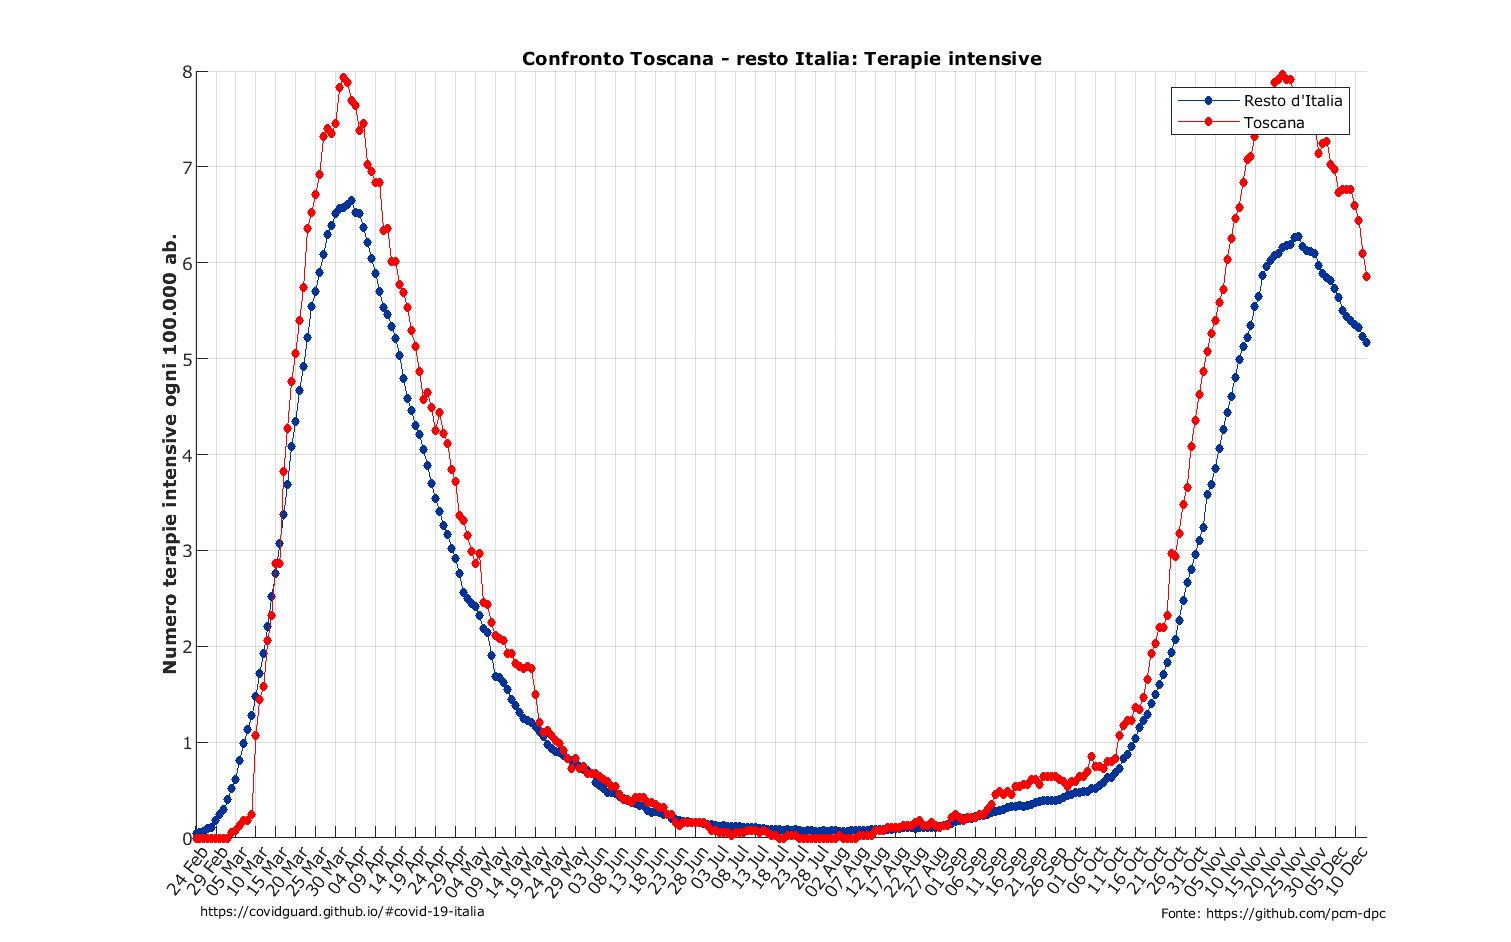 Confronto Toscana - resto Italia: Terapie intensive
Resto d'Italia
Toscana
Numero terapie intensive ogni 100.000 ab.
8
7
6
5
4
3
2
1
0
24 Feb
29 Feb
05 Mar
10 Mar
15 Mar
20 Mar
25 Mar
30 Mar
04 Apr
09 Apr
14 Apr
19 Apr
24 Apr
29 Apr
04 May
09 May
14 May
19 May
24 May
29 May
03 Jun
08 Jun
13 Jun
18 Jun
23 Jun
28 Jun
03 Jul
08 Jul
13 Jul
18 Jul
23 Jul
28 Jul
02 Aug
07 Aug
12 Aug
17 Aug
22 Aug
27 Aug
01 Sep
06 Sep
11 Sep
16 Sep
21 Sep
26 Sep
01 Oct
06 Oct
11 Oct
16 Oct
21 Oct
26 Oct
31 Oct
05 Nov
10 Nov
15 Nov
20 Nov
25 Nov
30 Nov
05 Dec
10 Dec
https://covidguard.github.io/#covid-19-italia
Fonte: https://github.com/pcm-dpc